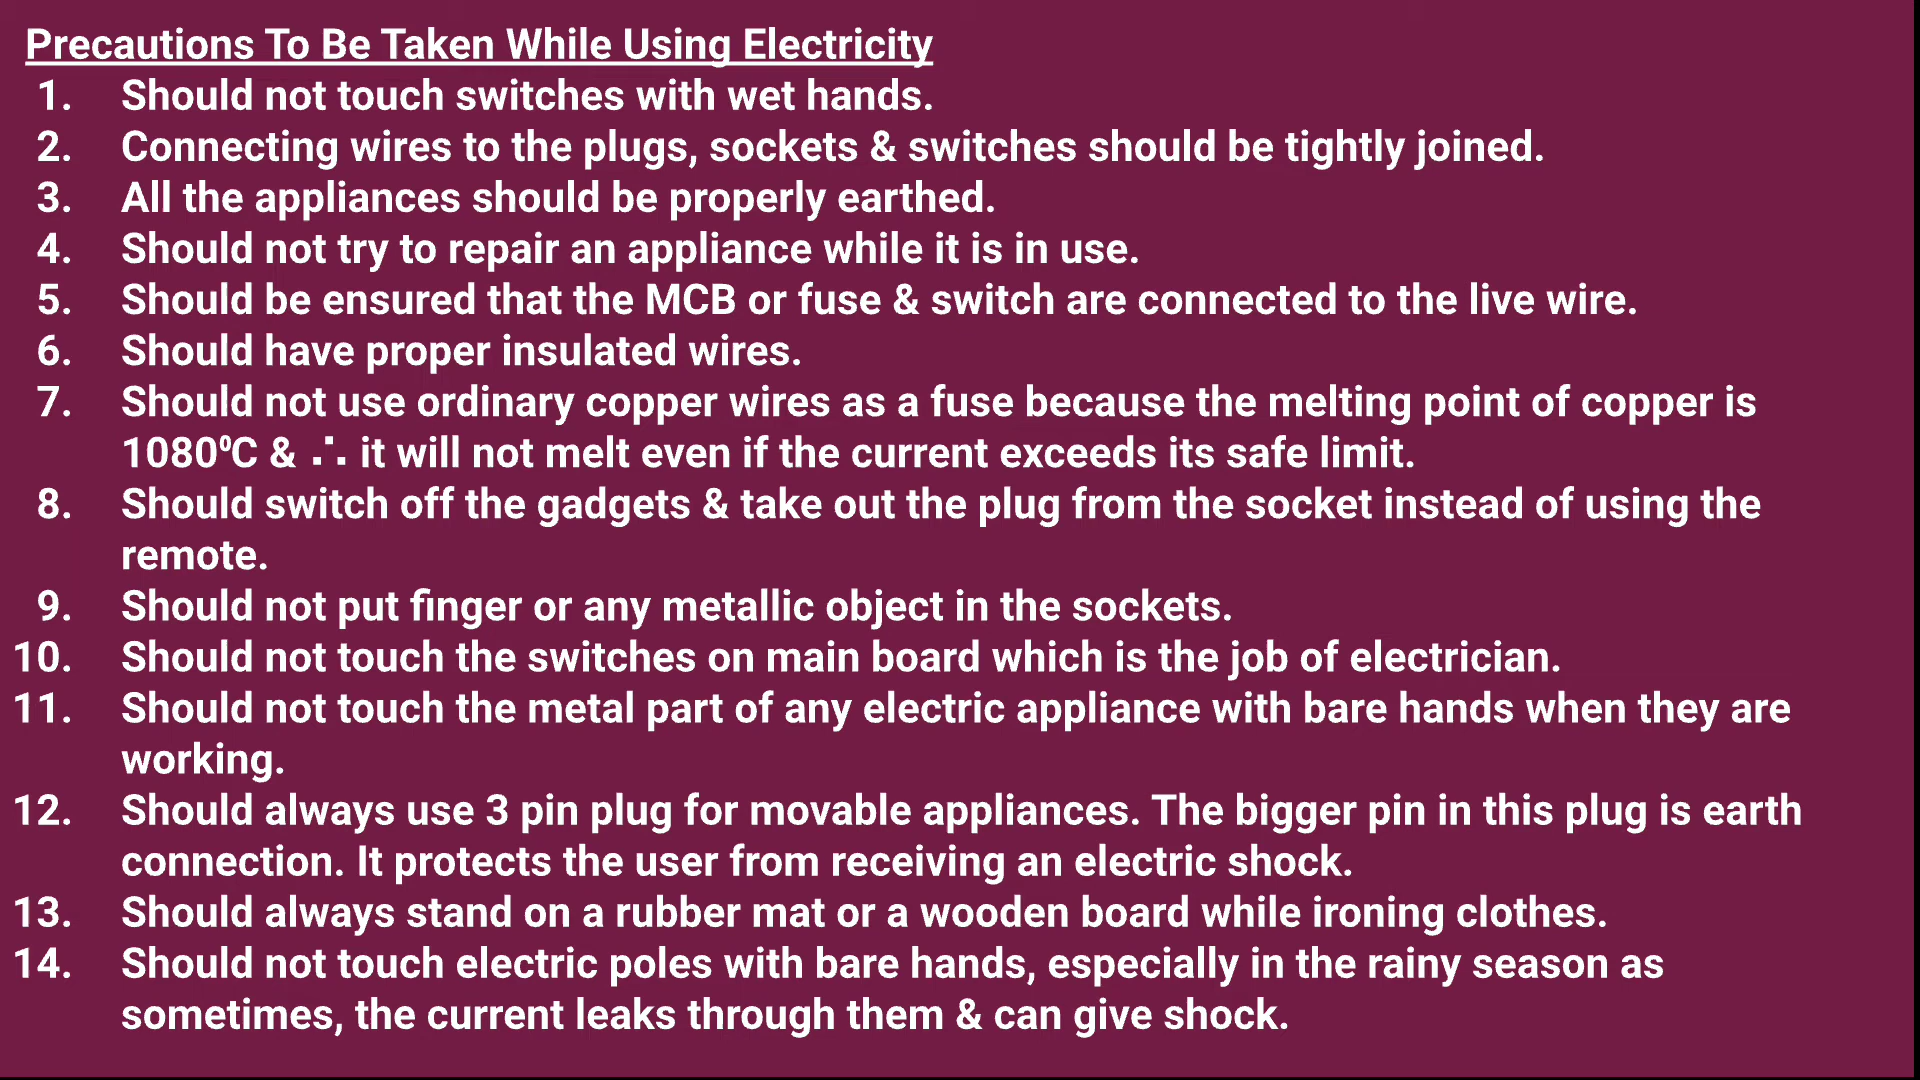 Precautions To Be Taken While Using Electricity
1. Should not touch switches with wet hands.
2. Connecting wires to the plugs, sockets & switches should be tightly joined.
3. All the appliances should be properly earthed.
4. Should not try to repair an appliance while it is in use.
5. Should be ensured that the MCB or fuse & switch are connected to the live wire.
6. Should have proper insulated wires.
7. Should not use ordinary copper wires as a fuse because the melting point of copper is
1080⁰C & ∴ it will not melt even if the current exceeds its safe limit.
8. Should switch off the gadgets & take out the plug from the socket instead of using the
remote.
9. Should not put finger or any metallic object in the sockets.
10. Should not touch the switches on main board which is the job of electrician.
11. Should not touch the metal part of any electric appliance with bare hands when they are
working.
12. Should always use 3 pin plug for movable appliances. The bigger pin in this plug is earth
connection. It protects the user from receiving an electric shock.
13. Should always stand on a rubber mat or a wooden board while ironing clothes.
14. Should not touch electric poles with bare hands, especially in the rainy season as
sometimes, the current leaks through them & can give shock.